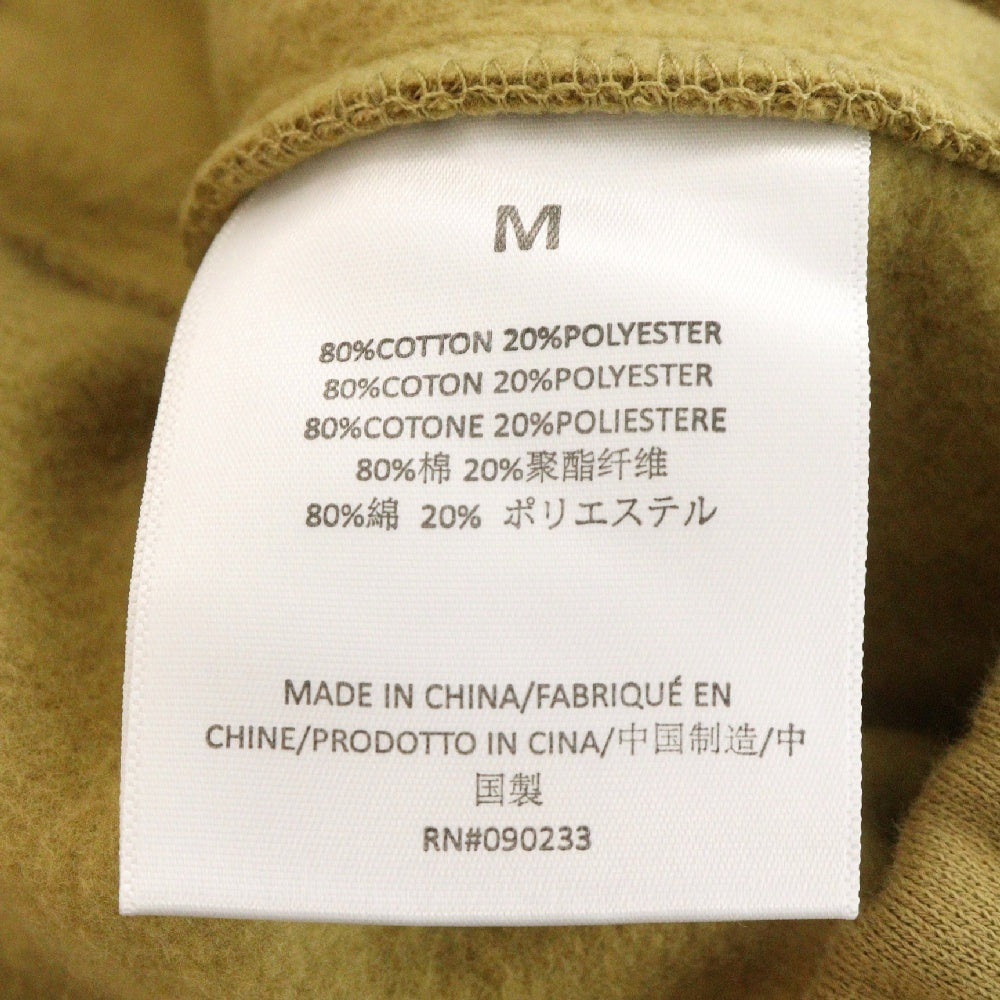 M
80%COTTON 20%POLYESTER
80%COTON 20%POLYESTER
80%COTONE 20%POLIESTERE
80%棉 20%聚酯纤维
80%綿 20% ポリエステル
MADE IN CHINA/FABRIQUÉ EN
CHINE/PRODOTTO IN CINA/中国制造/中
国製
RN#090233